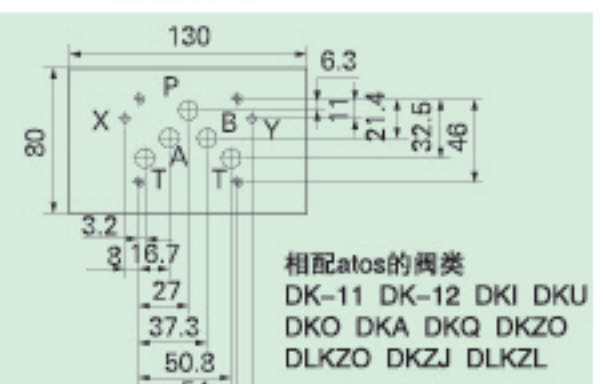 130
6.3
P
X
B
Y
11
21.4
32.5
46
80
A
T
T
3.2
8
16.7
27
37.3
50.8
相配atos的阀类
DK-11 DK-12 DKI DKU
DKO DKA DKQ DKZO
DLKZO DKZJ DLKZL